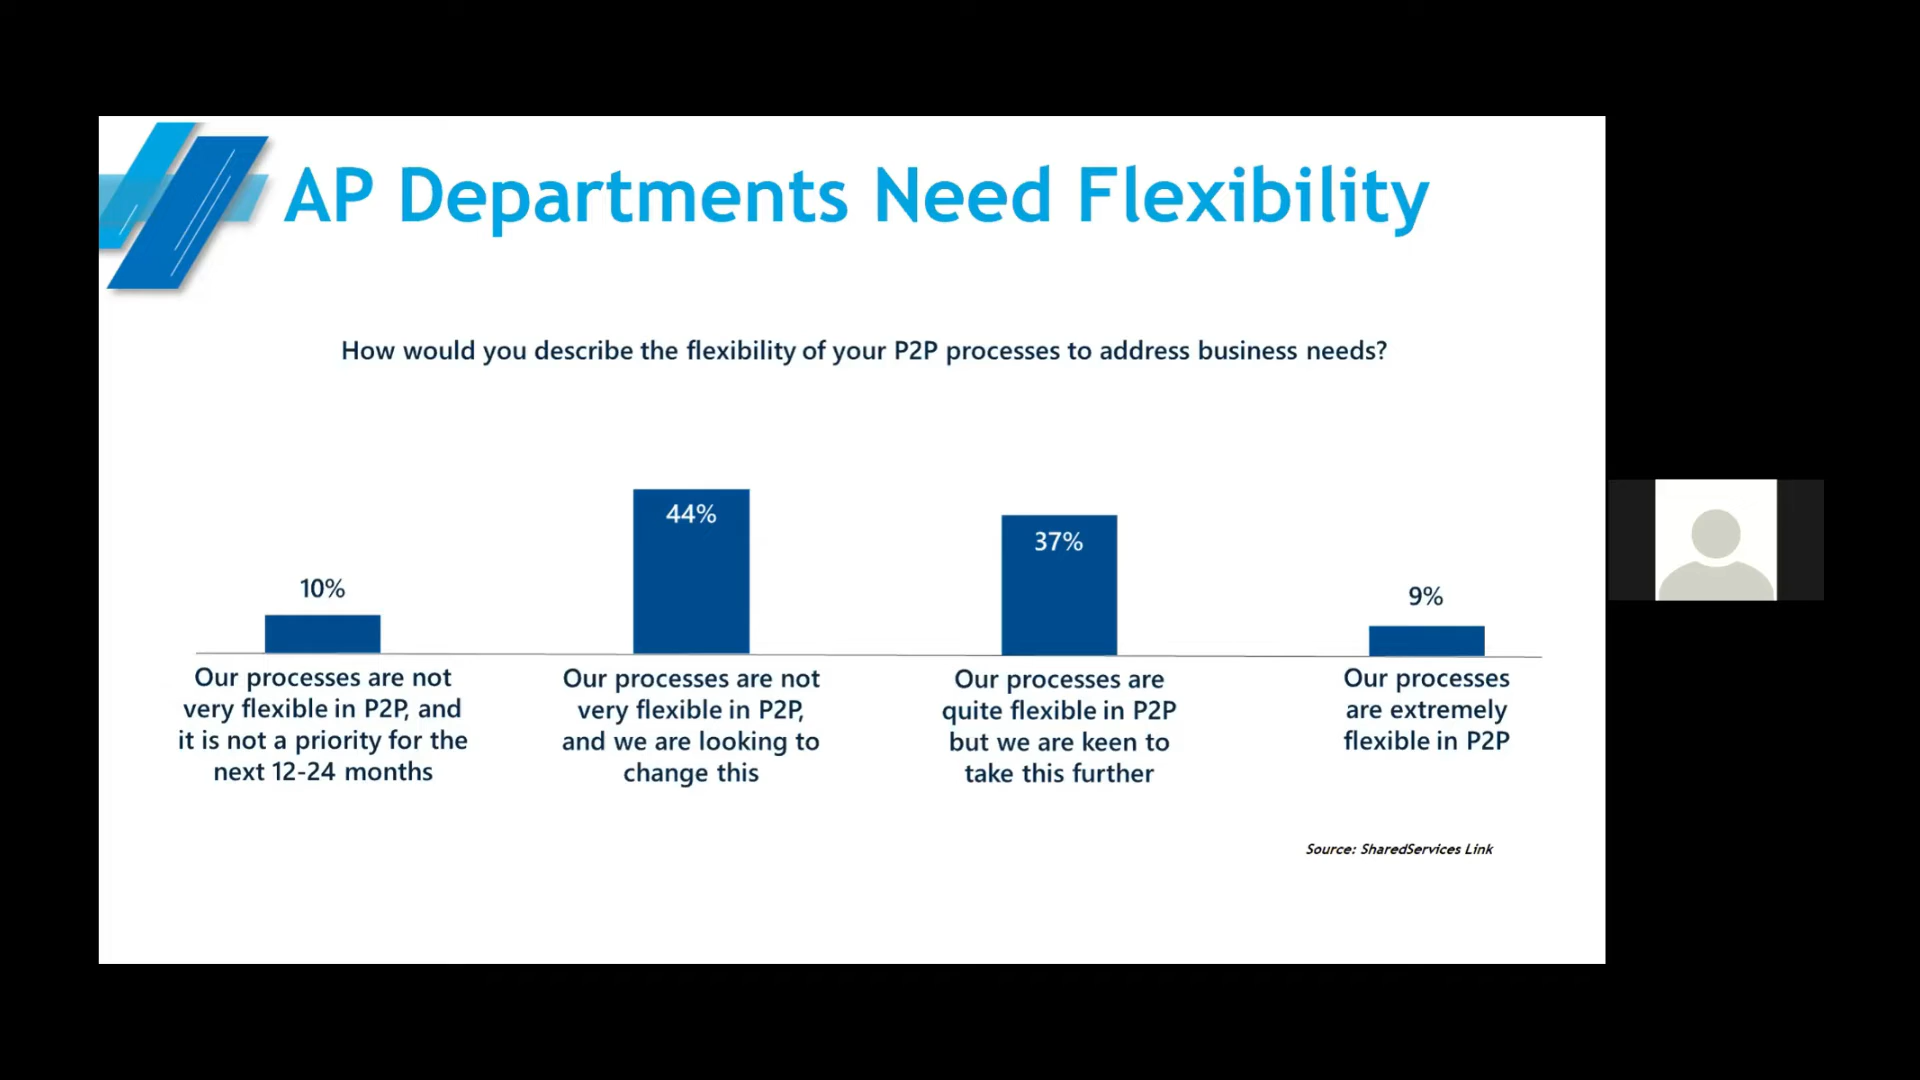 AP Departments Need Flexibility
How would you describe the flexibility of your P2P processes to address business needs?
10%
44%
37%
9%
Our processes are not
very flexible in P2P, and
it is not a priority for the
next 12-24 months
Our processes are not
very flexible in P2P,
and we are looking to
change this
Our processes are
quite flexible in P2P
but we are keen to
take this further
Our processes
are extremely
flexible in P2P
Source: SharedServices Link